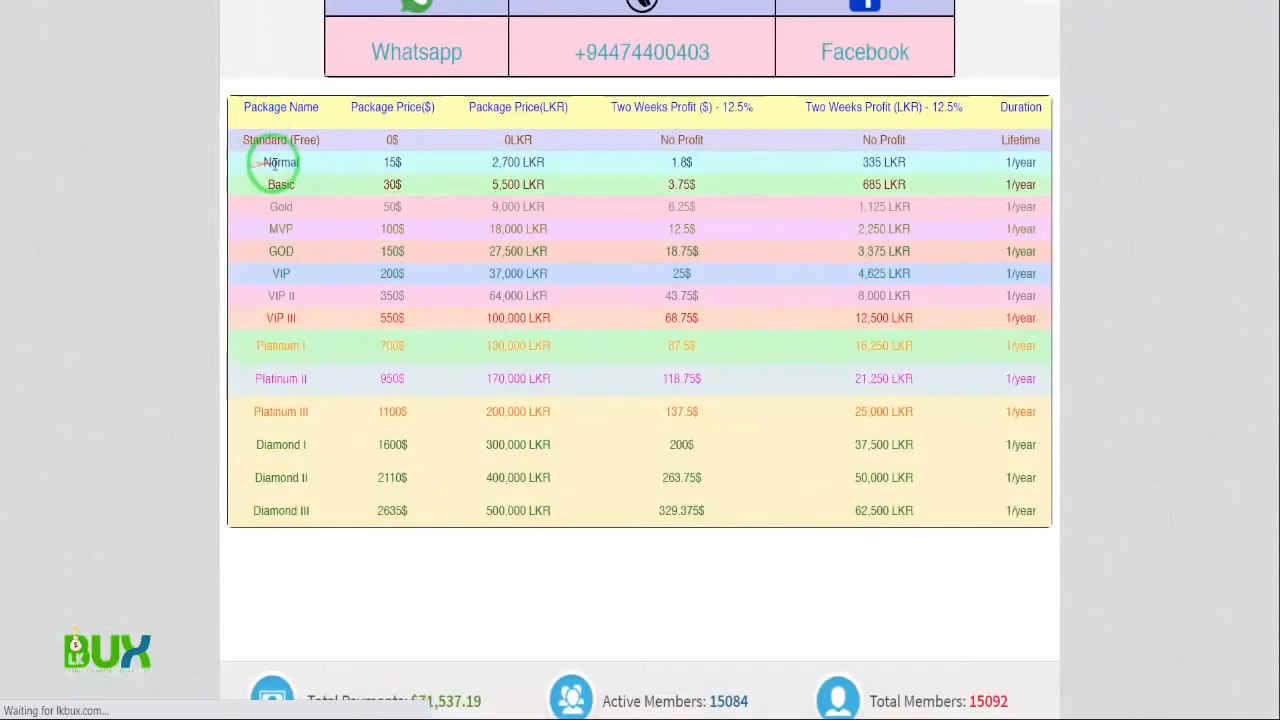 Whatsapp +94474400403 Facebook
Package Name Package Price($) Package Price(LKR) Two Weeks Profit ($) - 12.5% Two Weeks Profit (LKR) - 12.5% Duration
Standard (Free) 0$ 0LKR No Profit No Profit Lifetime
Normal 15$ 2,700 LKR 1.8$ 335 LKR 1/year
Basic 30$ 5,500 LKR 3.75$ 685 LKR 1/year
Gold 50$ 9,000 LKR 6.25$ 1,125 LKR 1/year
MVP 100$ 18,000 LKR 12.5$ 2,250 LKR 1/year
GOD 150$ 27,500 LKR 18.75$ 3,375 LKR 1/year
VIP 200$ 37,000 LKR 25$ 4,625 LKR 1/year
VIP II 350$ 64,000 LKR 43.75$ 8,000 LKR 1/year
VIP III 550$ 100,000 LKR 68.75$ 12,500 LKR 1/year
Platinum I 700$ 130,000 LKR 87.5$ 16,250 LKR 1/year
Platinum II 950$ 170,000 LKR 118.75$ 21,250 LKR 1/year
Platinum III 1100$ 200,000 LKR 137.5$ 25,000 LKR 1/year
Diamond I 1600$ 300,000 LKR 200$ 37,500 LKR 1/year
Diamond II 2110$ 400,000 LKR 263.75$ 50,000 LKR 1/year
Diamond III 2635$ 500,000 LKR 329.375$ 62,500 LKR 1/year
LK BUX
Total Payments: $71,537.19 Active Members: 15084 Total Members: 15092
Waiting for lkbux.com...